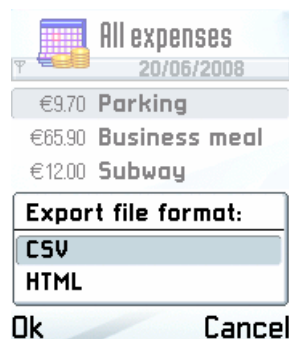 All expenses
20/06/2008
€9.70 Parking
€65.90 Business meal
€12.00 Subway
Export file format:
CSV
HTML
Ok Cancel